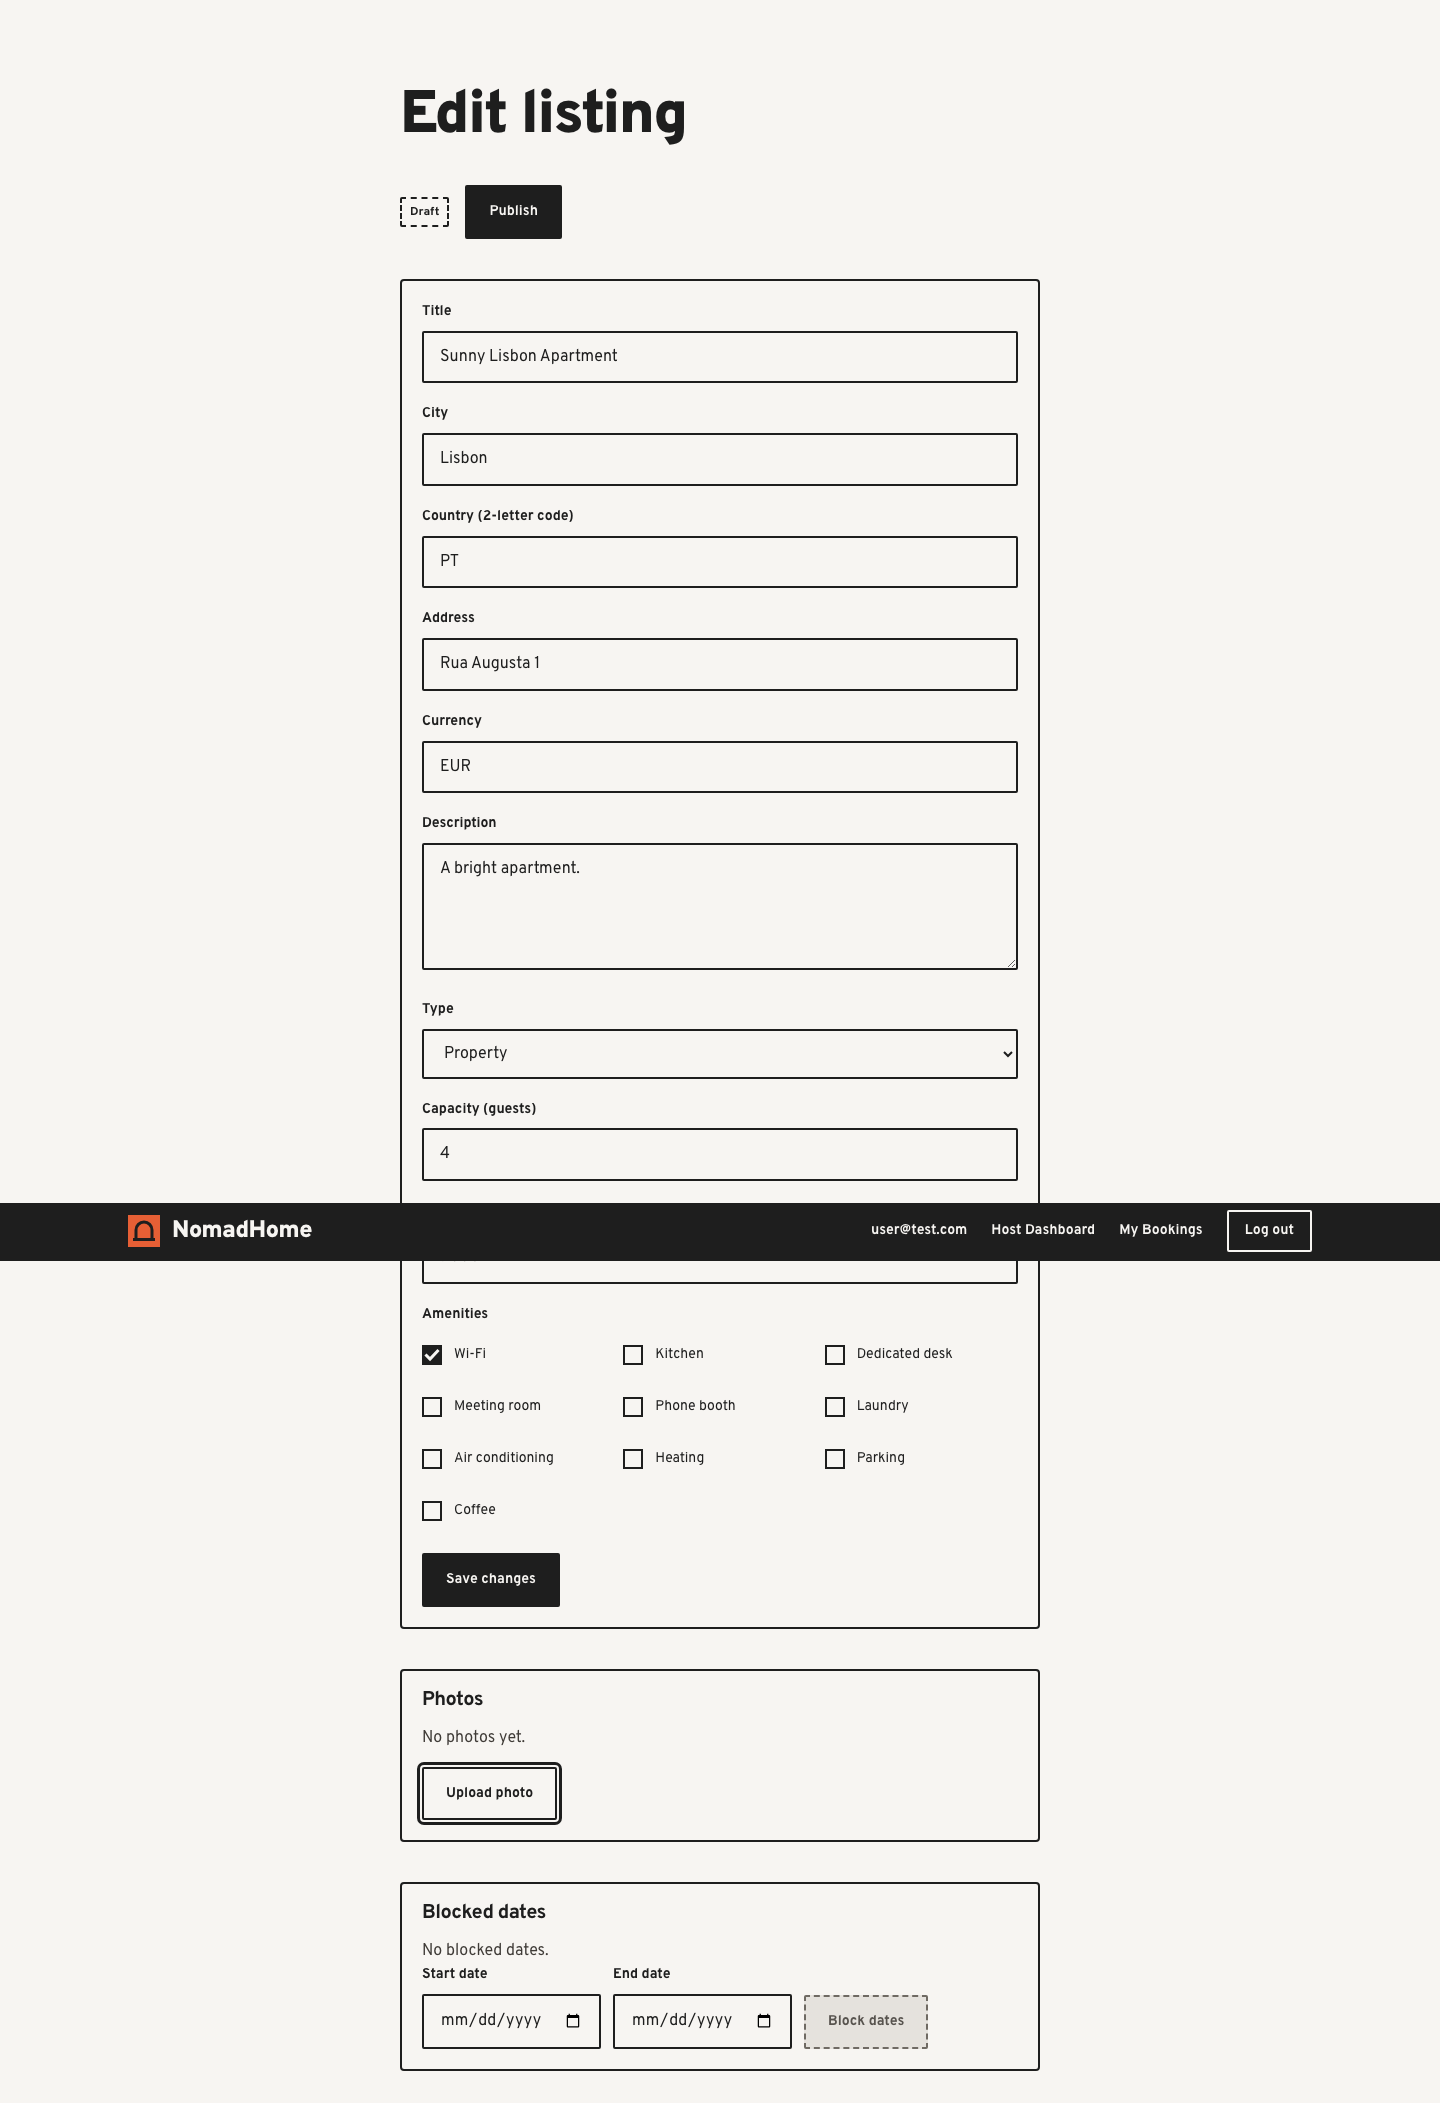 Edit listing
Draft
Publish
Title
Sunny Lisbon Apartment
City
Lisbon
Country (2-letter code)
PT
Address
Rua Augusta 1
Currency
EUR
Description
A bright apartment.
Type
Property
Capacity (guests)
4
NomadHome
user@test.com
Host Dashboard
My Bookings
Log out
Amenities
Wi-Fi
Kitchen
Dedicated desk
Meeting room
Phone booth
Laundry
Air conditioning
Heating
Parking
Coffee
Save changes
Photos
No photos yet.
Upload photo
Blocked dates
No blocked dates.
Start date
End date
mm/dd/yyyy
mm/dd/yyyy
Block dates